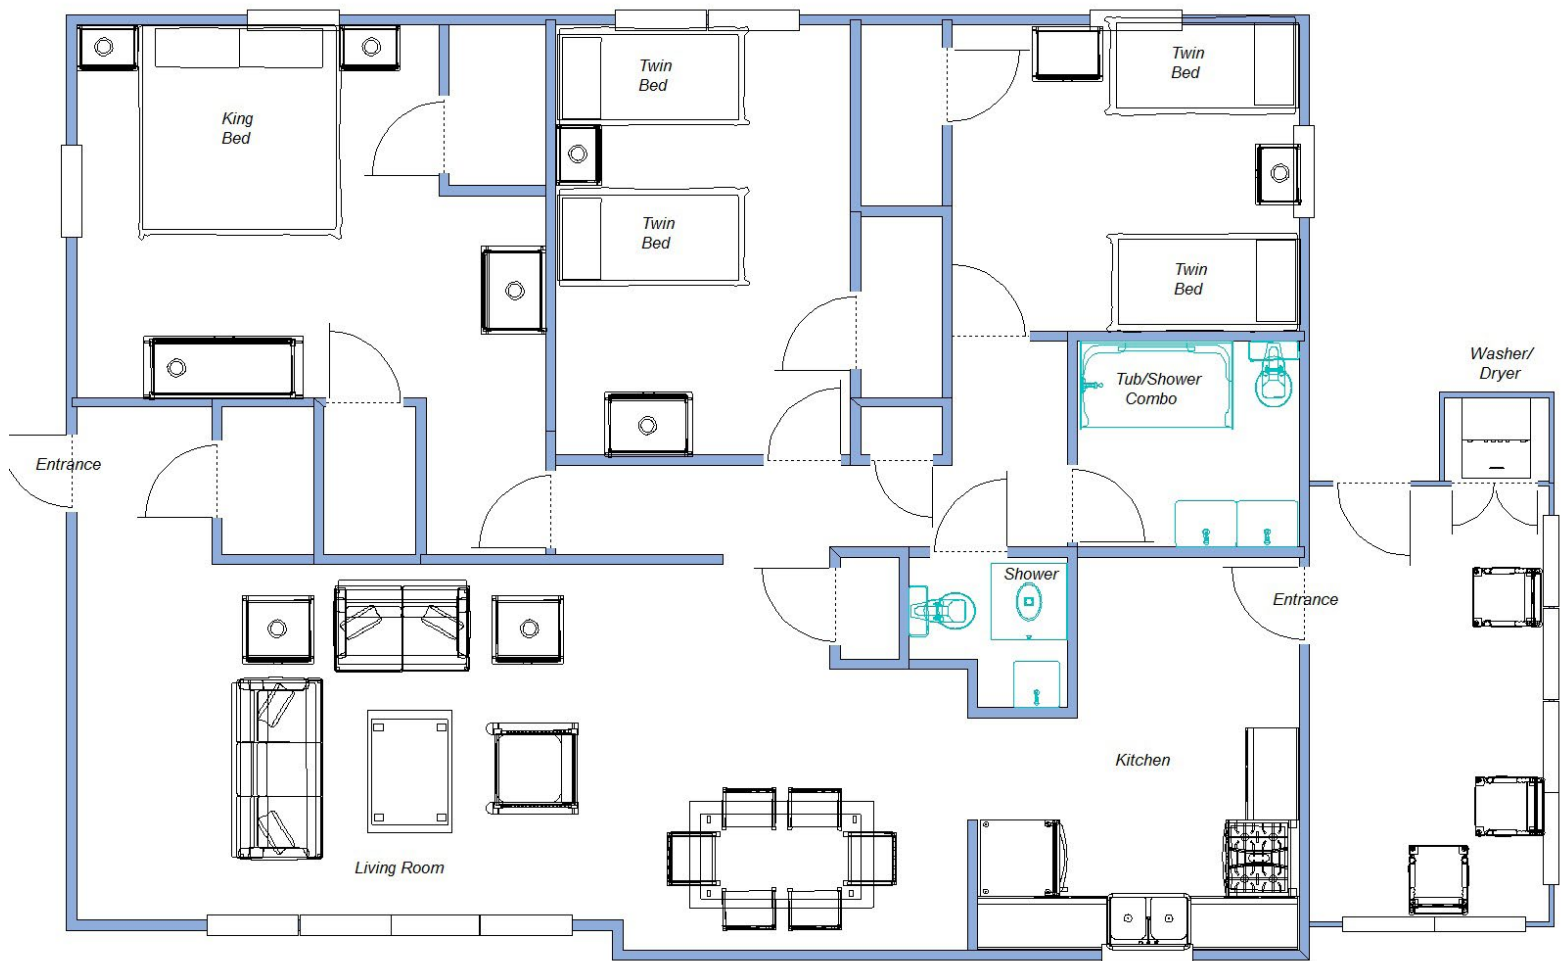 King
Bed
Twin
Bed
Twin
Bed
Twin
Bed
Twin
Bed
Tub/Shower
Combo
Washer/
Dryer
Entrance
Shower
Entrance
Kitchen
Living Room